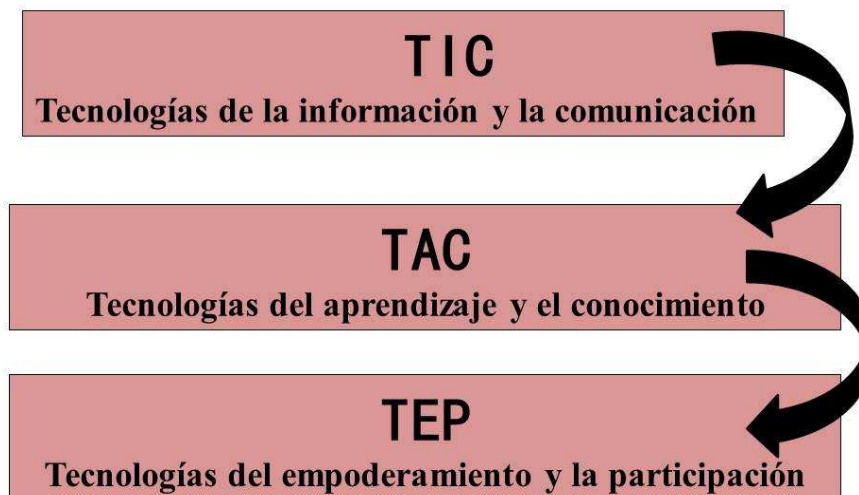 TIC
Tecnologías de la información y la comunicación
TAC
Tecnologías del aprendizaje y el conocimiento
TEP
Tecnologías del empoderamiento y la participación